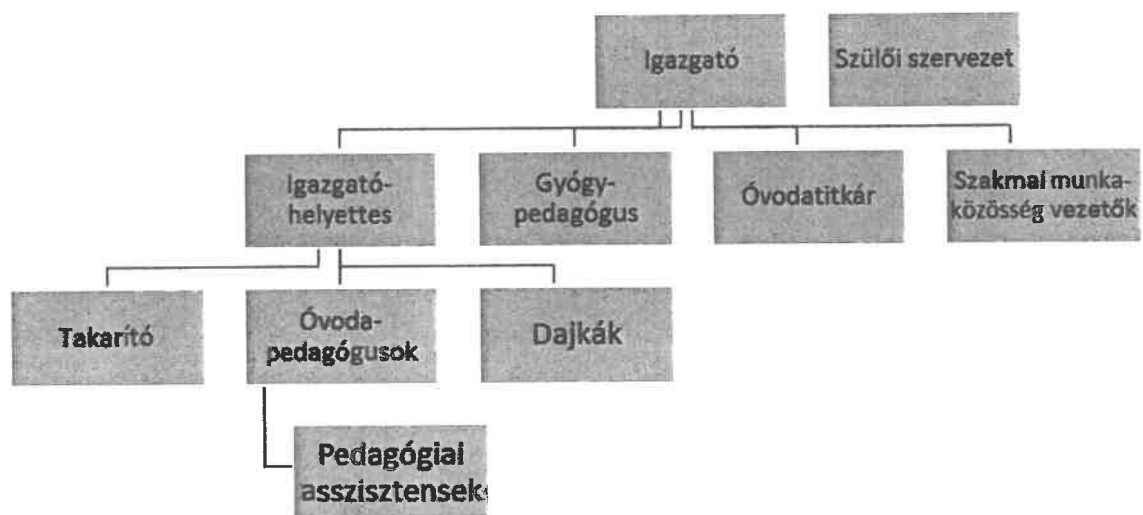 Igazgató
Szülői szervezet
Igazgató-
helyettes
Gyógy-
pedagógus
Óvodatitkár
Szakmai munka-
közösség vezetők
Takarító
Óvoda-
pedagógusok
Dajkák
Pedagógiai
asszisztensek